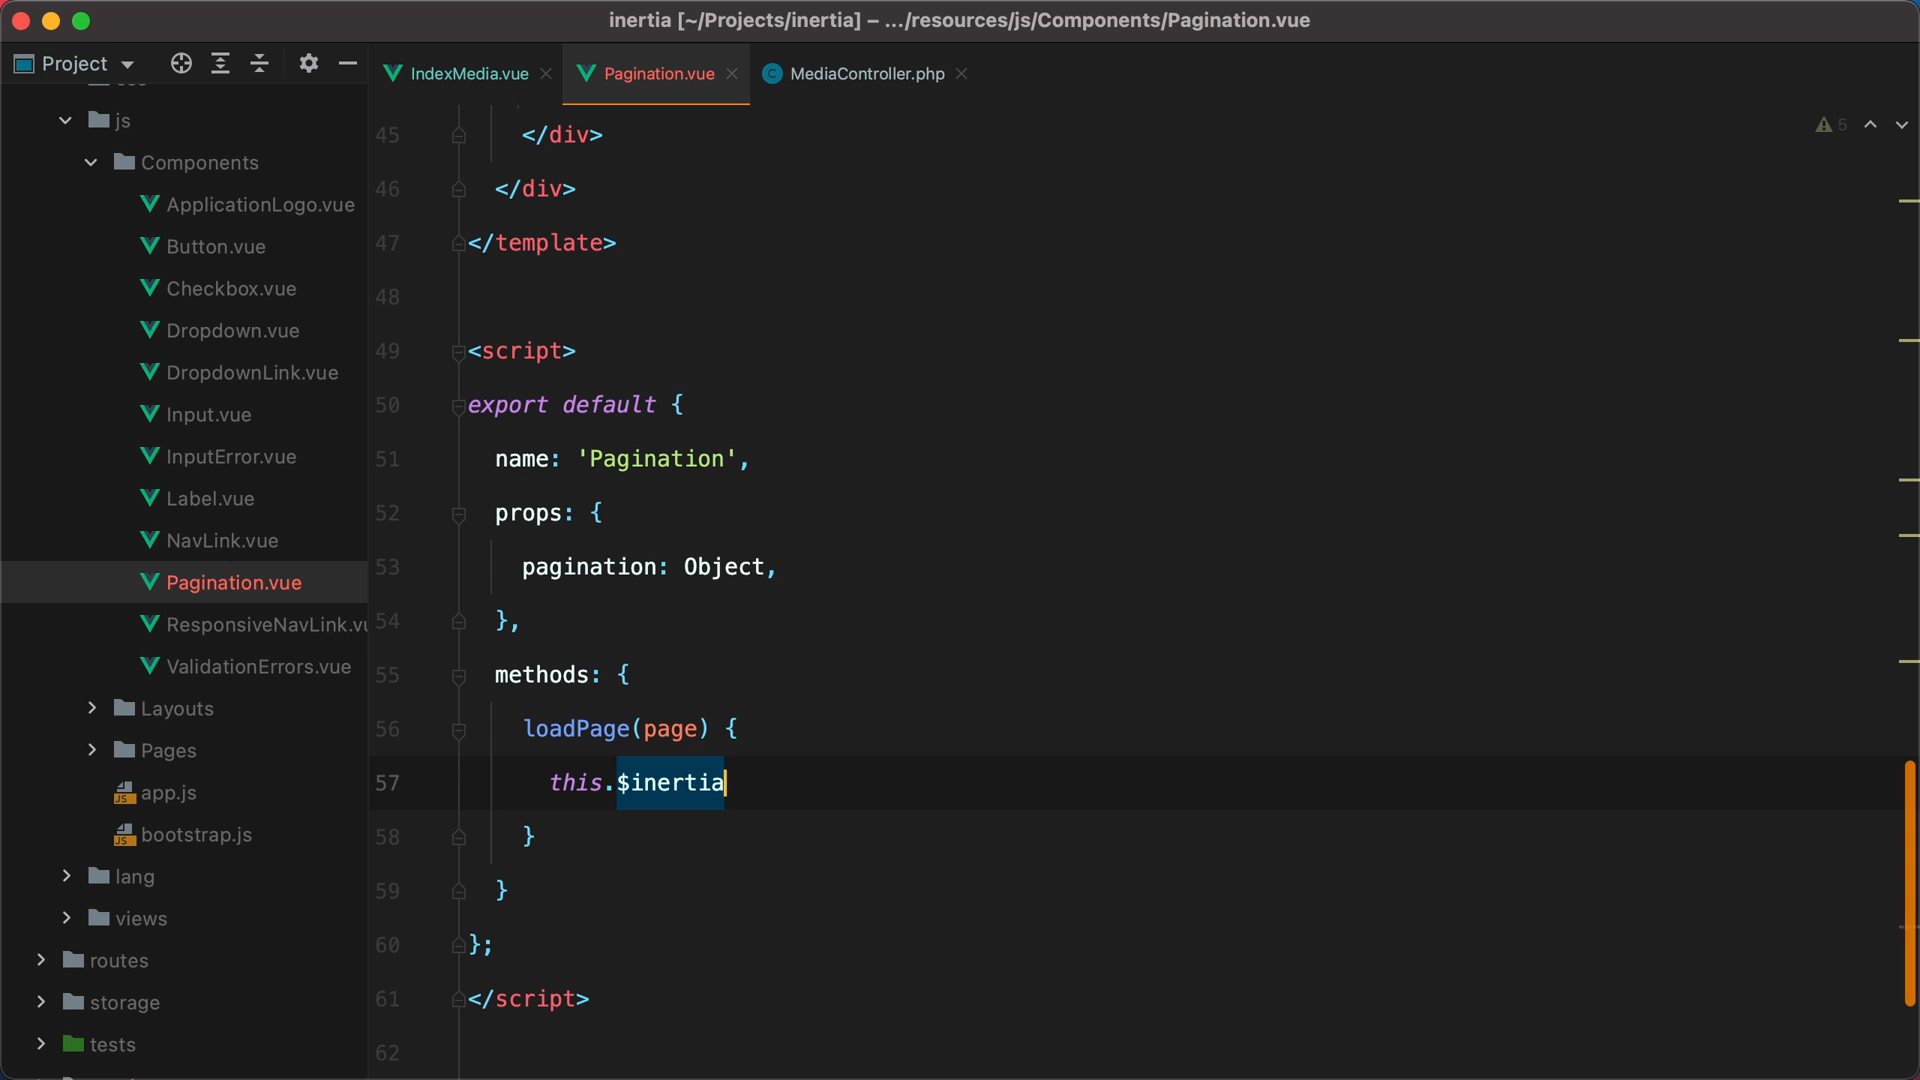 inertia [~/Projects/inertia] – .../resources/js/Components/Pagination.vue
Project
IndexMedia.vue
Pagination.vue
MediaController.php
js
Components
ApplicationLogo.vue
Button.vue
Checkbox.vue
Dropdown.vue
DropdownLink.vue
Input.vue
InputError.vue
Label.vue
NavLink.vue
Pagination.vue
ResponsiveNavLink.vu
ValidationErrors.vue
Layouts
Pages
app.js
bootstrap.js
lang
views
routes
storage
tests
5
45 </div>
46 </div>
47 </template>
48
49 <script>
50 export default {
51 name: 'Pagination',
52 props: {
53 pagination: Object,
54 },
55 methods: {
56 loadPage(page) {
57 this.$inertia
58 }
59 }
60 };
61 </script>
62